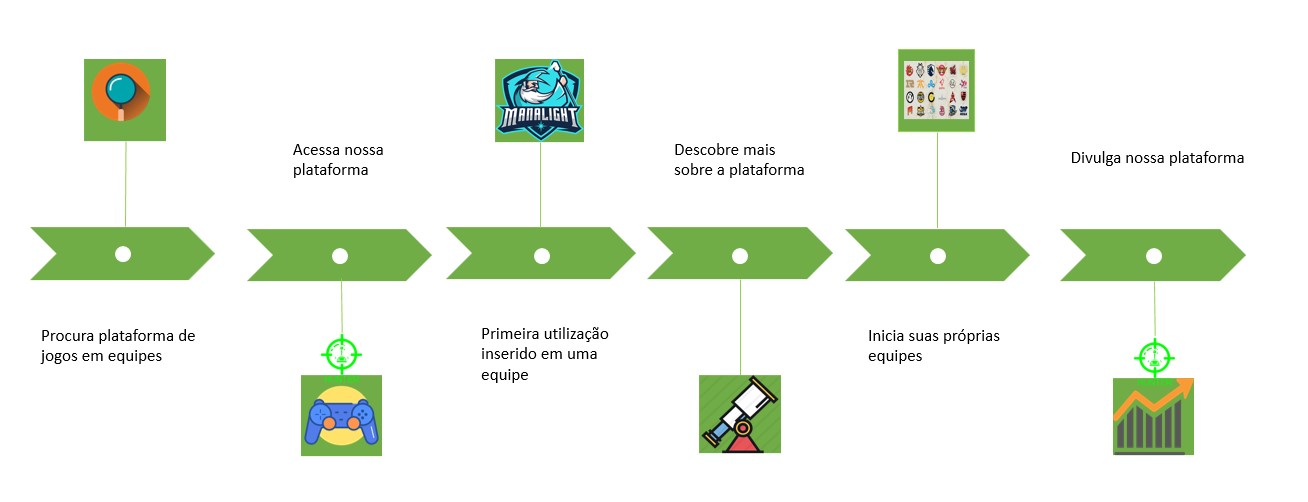 Procura plataforma de
jogos em equipes
Acessa nossa
plataforma
MANALIGHT
Primeira utilização
inserido em uma
equipe
Descobre mais
sobre a plataforma
Inicia suas próprias
equipes
Divulga nossa plataforma